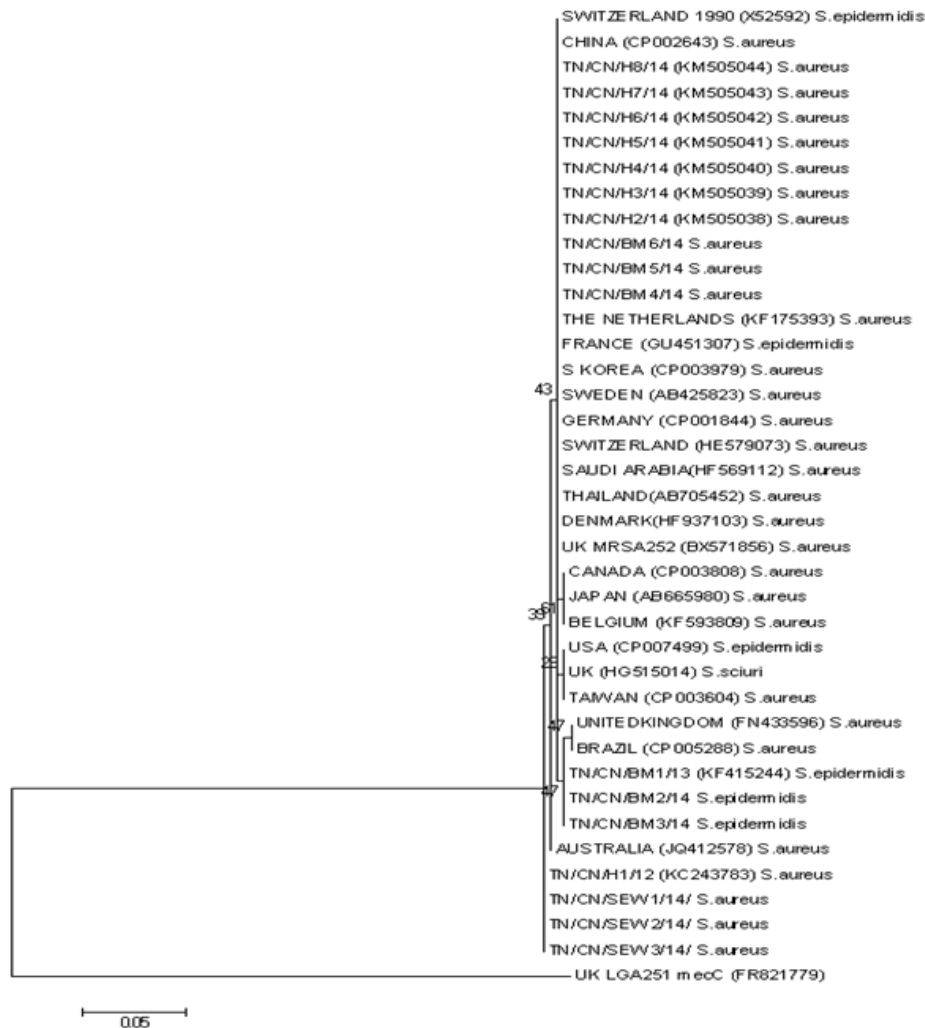 SWITZERLAND 1990 (X52592) S.epidermidis
CHINA (CP002643) S.aureus
TN/CN/H8/14 (KM505044) S.aureus
TN/CN/H7/14 (KM505043) S.aureus
TN/CN/H6/14 (KM505042) S.aureus
TN/CN/H5/14 (KM505041) S.aureus
TN/CN/H4/14 (KM505040) S.aureus
TN/CN/H3/14 (KM505039) S.aureus
TN/CN/H2/14 (KM505038) S.aureus
TN/CN/BM6/14 S.aureus
TN/CN/BM5/14 S.aureus
TN/CN/BM4/14 S.aureus
THE NETHERLANDS (KF175393) S.aureus
FRANCE (GU451307) S.epidermidis
S KOREA (CP003979) S.aureus
43
SWEDEN (AB425823) S.aureus
GERMANY (CP001844) S.aureus
SWITZERLAND (HE579073) S.aureus
SAUDI ARABIA(HF569112) S.aureus
THAILAND(AB705452) S.aureus
DENMARK(HF937103) S.aureus
UK MRSA252 (BX571856) S.aureus
CANADA (CP003808) S.aureus
JAPAN (AB665980) S.aureus
39 61
BELGIUM (KF593809) S.aureus
USA (CP007499) S.epidermidis
UK (HG515014) S.sciuri
TAIWAN (CP003604) S.aureus
47
UNITEDKINGDOM (FN433596) S.aureus
BRAZIL (CP005288) S.aureus
TN/CN/BM1/13 (KF415244) S.epidermidis
47
TN/CN/BM2/14 S.epidermidis
TN/CN/BM3/14 S.epidermidis
AUSTRALIA (JQ412578) S.aureus
TN/CN/H1/12 (KC243783) S.aureus
TN/CN/SEW1/14/ S.aureus
TN/CN/SEW2/14/ S.aureus
TN/CN/SEW3/14/ S.aureus
UK LGA251 mecC (FR821779)
0.05